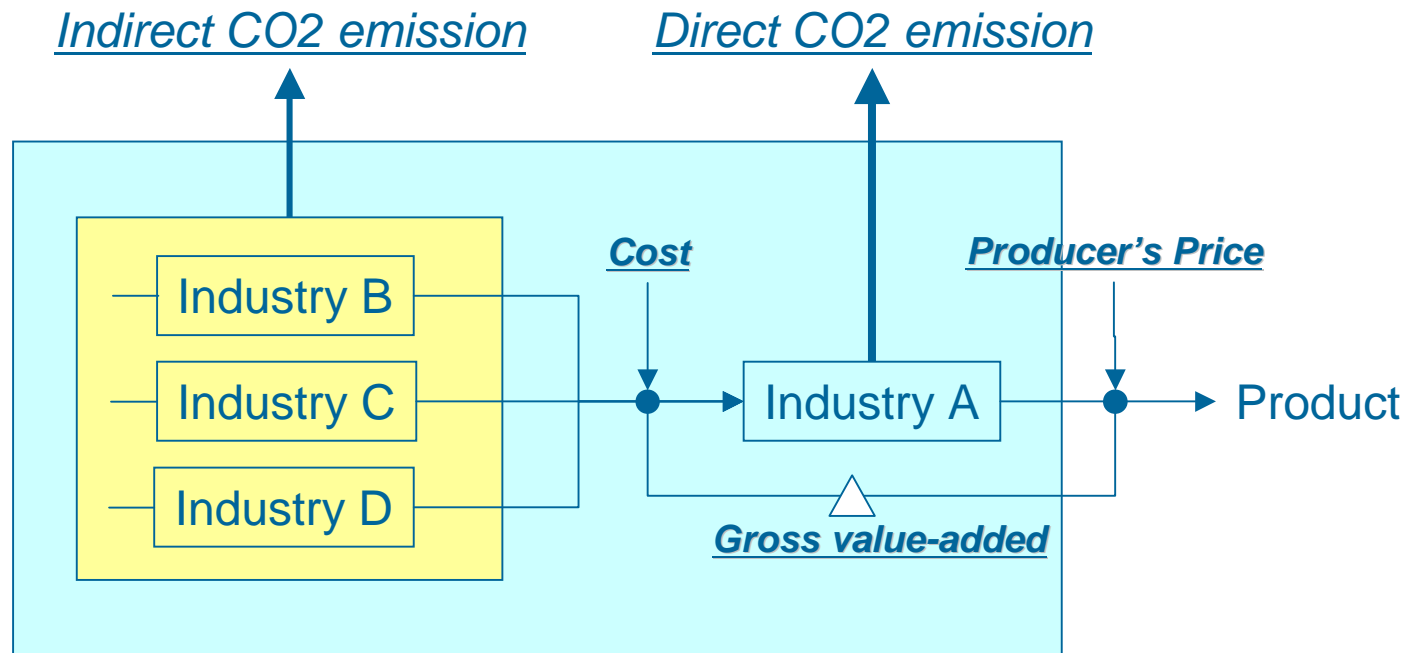 Indirect CO2 emission
Direct CO2 emission
Cost
Producer’s Price
Industry B
Industry C
Industry A
Product
Industry D
Gross value-added